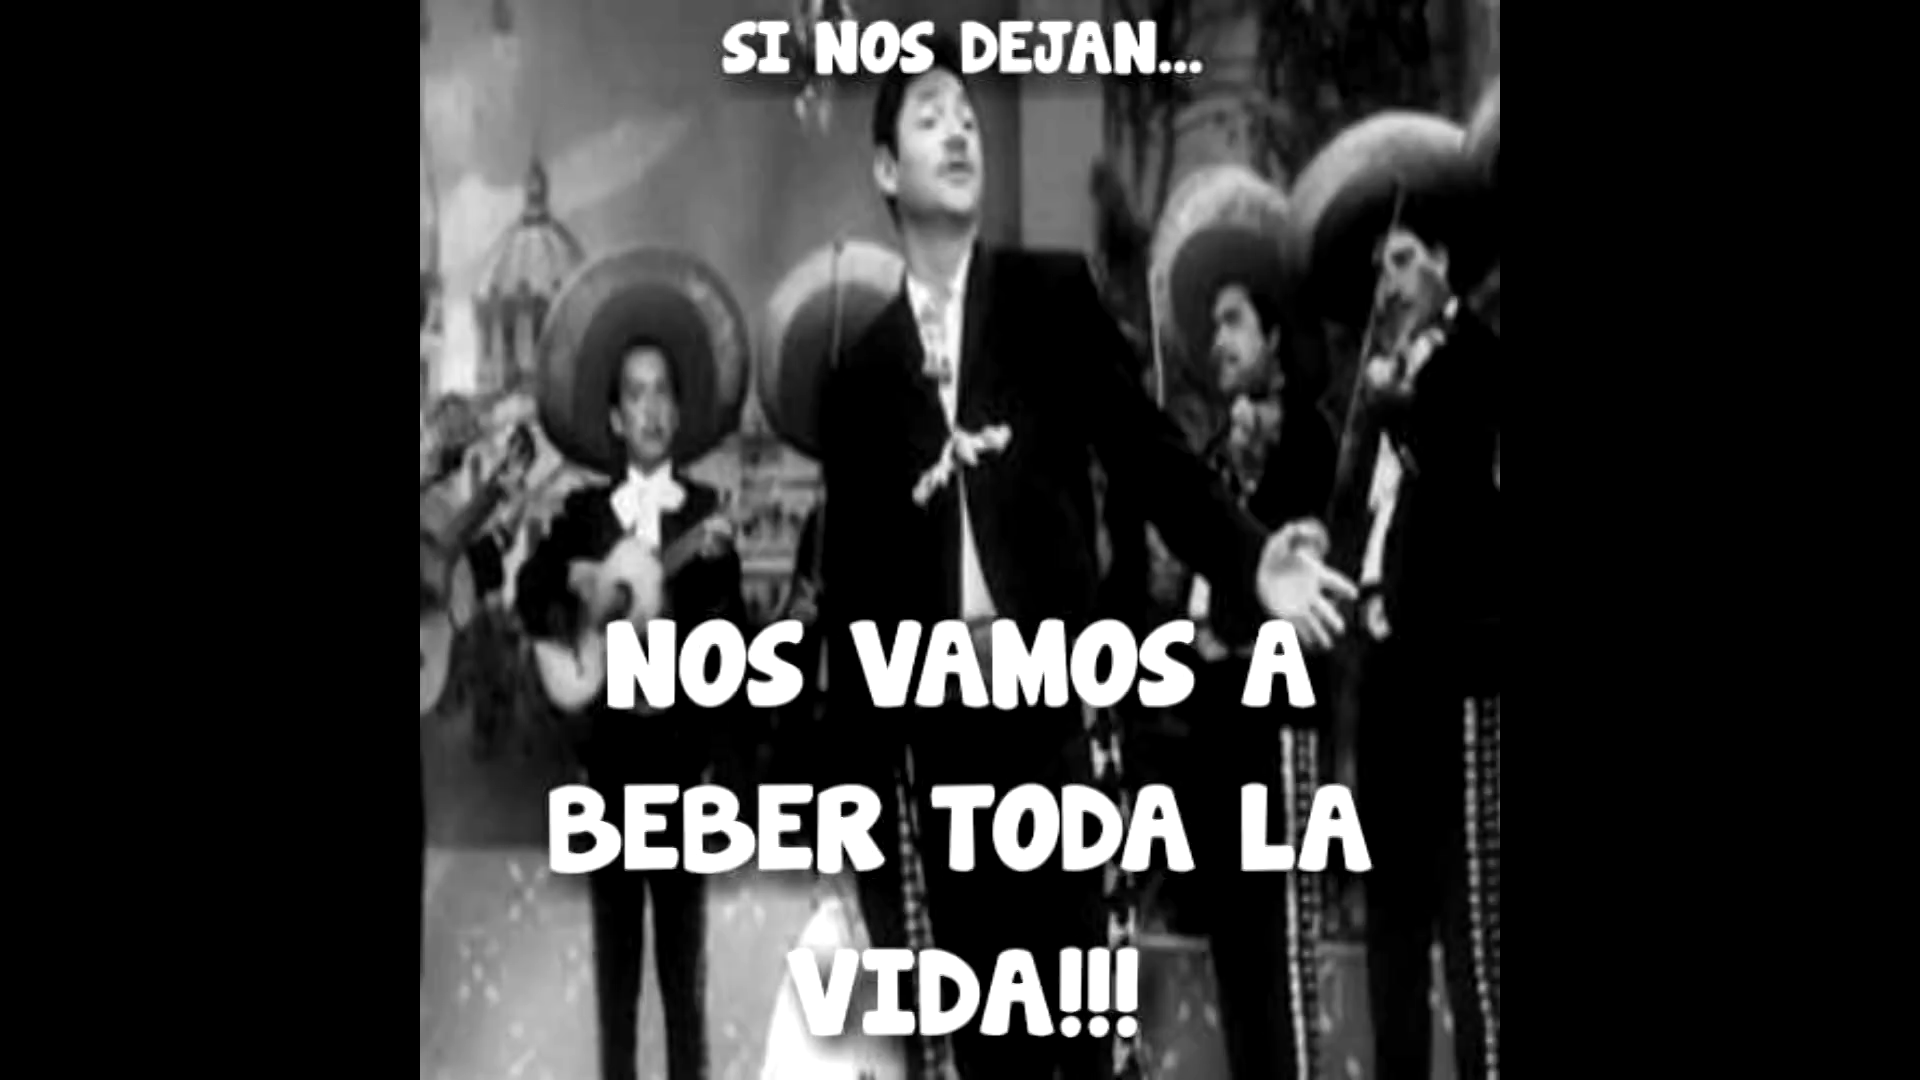 SI NOS DEJAN...
NOS VAMOS A
BEBER TODA LA
VIDA!!!